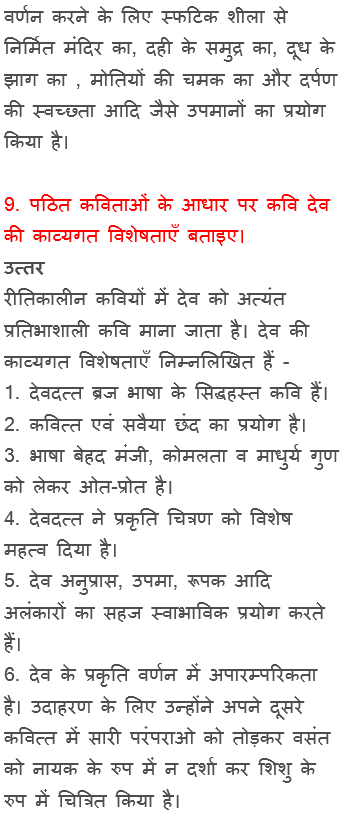 वर्णन करने के लिए स्फटिक शीला से
निर्मित मंदिर का, दही के समुद्र का, दूध के
झाग का , मोतियों की चमक का और दर्पण
की स्वच्छ्ता आदि जैसे उपमानों का प्रयोग
किया है।
9. पठित कविताओं के आधार पर कवि देव
की काव्यगत विशेषताएँ बताइए।
उत्तर
रीतिकालीन कवियों में देव को अत्यंत
प्रतिभाशाली कवि माना जाता है। देव की
काव्यगत विशेषताएँ निम्नलिखित हैं -
1. देवदत्त ब्रज भाषा के सिद्धहस्त कवि हैं।
2. कवित्त एवं सवैया छंद का प्रयोग है।
3. भाषा बेहद मंजी, कोमलता व माधुर्य गुण
को लेकर ओत-प्रोत है।
4. देवदत्त ने प्रकृति चित्रण को विशेष
महत्व दिया है।
5. देव अनुप्रास, उपमा, रूपक आदि
अलंकारों का सहज स्वाभाविक प्रयोग करते
हैं।
6. देव के प्रकृति वर्णन में अपारम्परिकता
है। उदाहरण के लिए उन्होंने अपने दूसरे
कवित्त में सारी परंपराओ को तोड़कर वसंत
को नायक के रुप में न दर्शा कर शिशु के
रुप में चित्रित किया है।